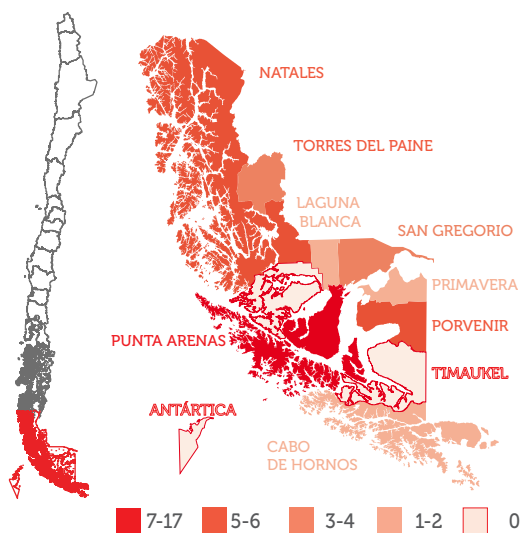 NATALES
TORRES DEL PAINE
LAGUNA
BLANCA
SAN GREGORIO
PRIMAVERA
PORVENIR
PUNTA ARENAS
TIMAUKEL
ANTÁRTICA
CABO
DE HORNOS
7-17 5-6 3-4 1-2 0